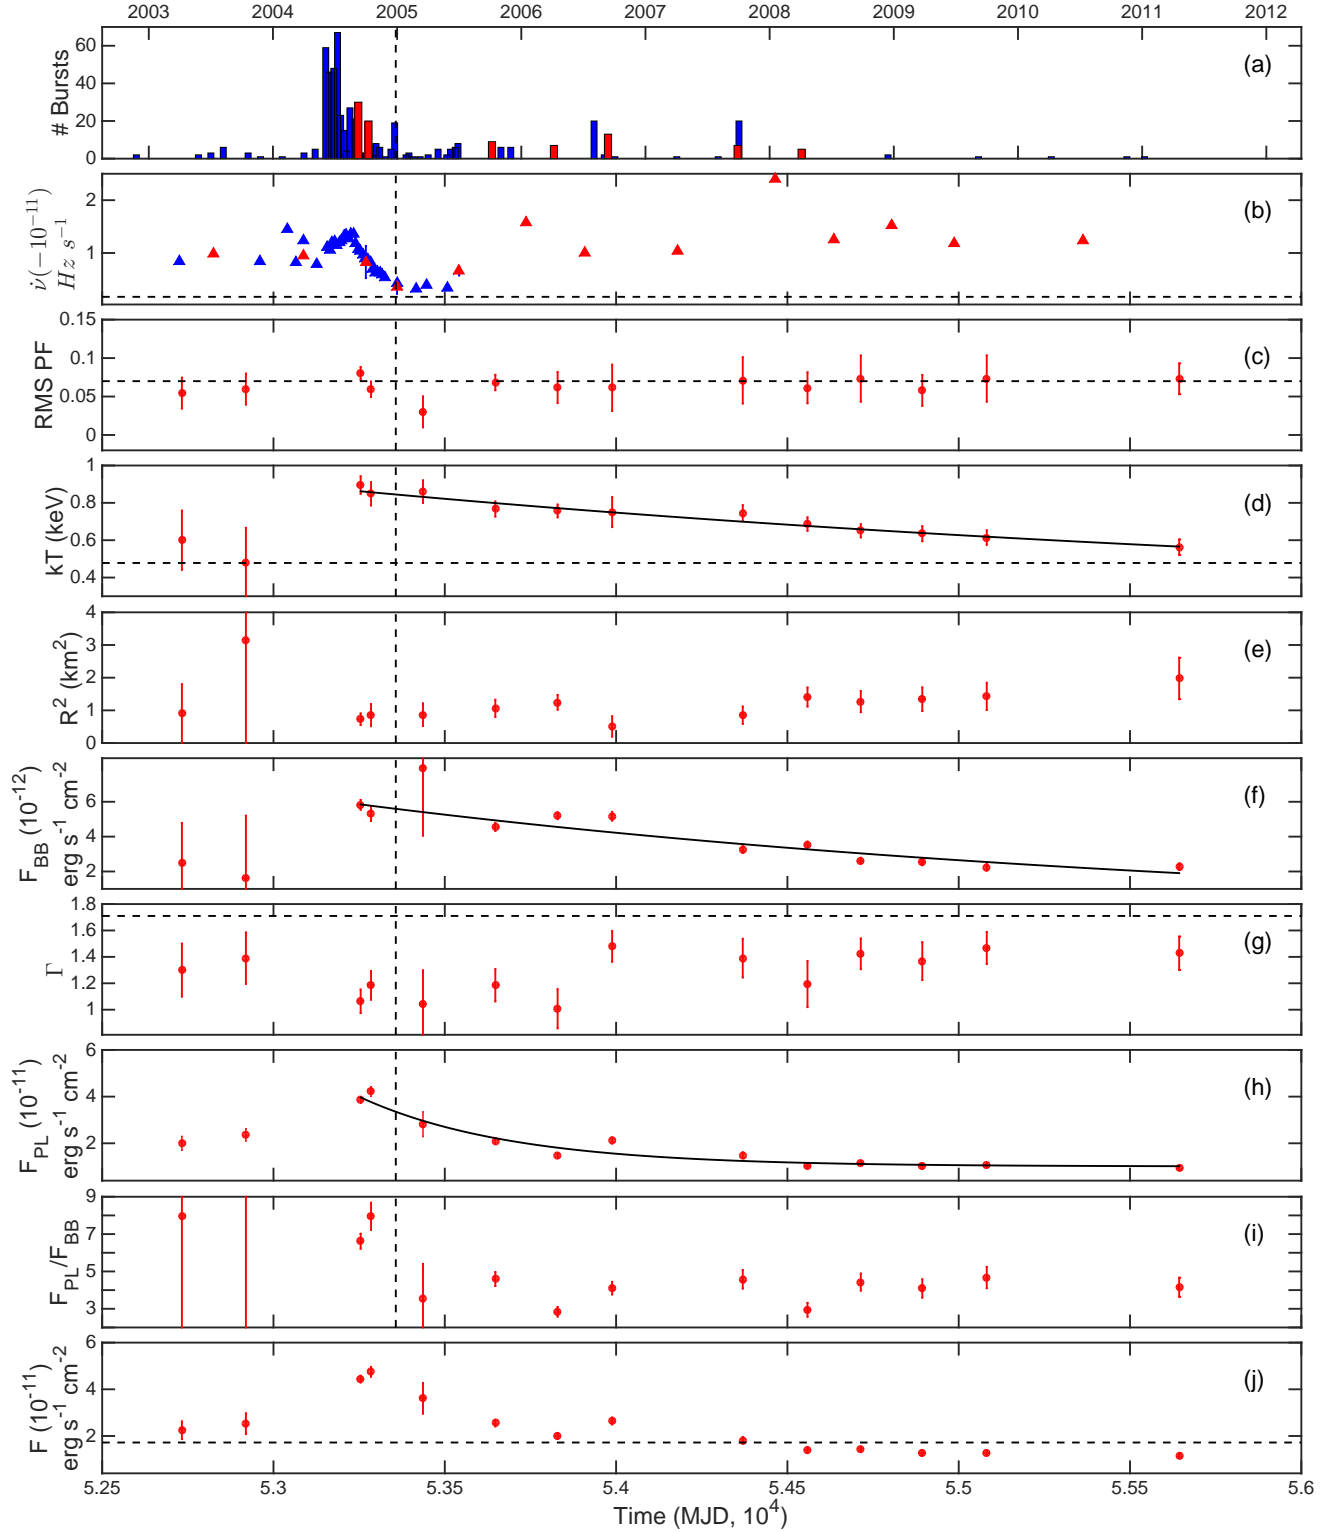 2003 2004 2005 2006 2007 2008 2009 2010 2011 2012
60
40
20
0
# Bursts
(a)
2
1
ν̇(−10⁻¹¹)
Hz s⁻¹
(b)
0.15
0.1
0.05
0
RMS PF
(c)
1
0.8
0.6
0.4
kT (keV)
(d)
4
3
2
1
0
R² (km²)
(e)
6
4
2
F_BB (10⁻¹²)
erg s⁻¹ cm⁻²
(f)
1.8
1.6
1.4
1.2
1
Γ
(g)
6
4
2
F_PL (10⁻¹¹)
erg s⁻¹ cm⁻²
(h)
9
7
5
3
F_PL/F_BB
(i)
6
4
2
F (10⁻¹¹)
erg s⁻¹ cm⁻²
(j)
5.25 5.3 5.35 5.4 5.45 5.5 5.55 5.6
Time (MJD, 10⁴)